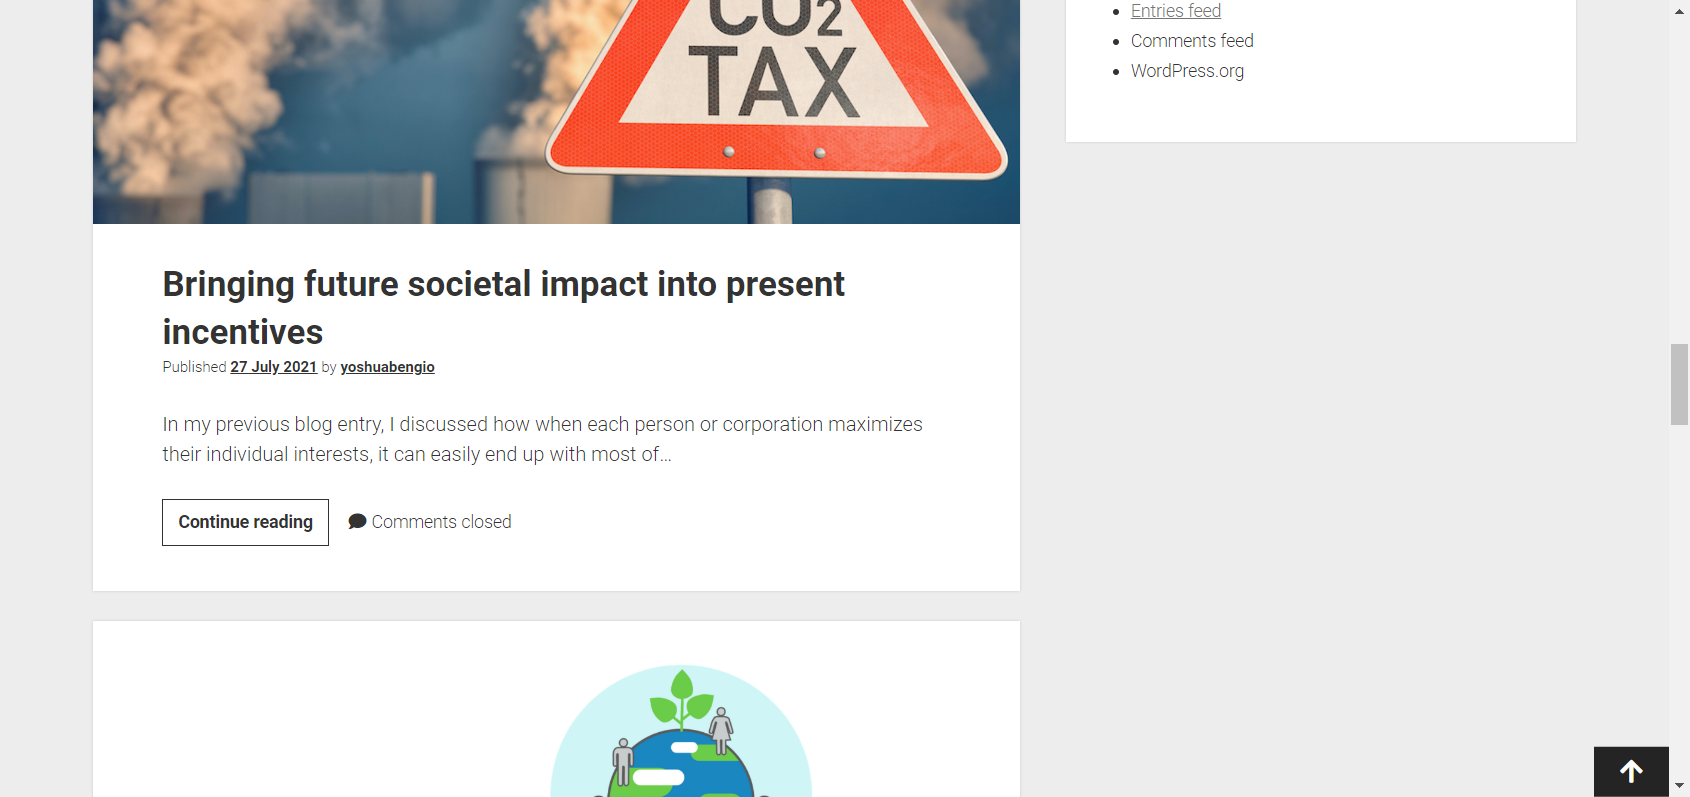 CO2
TAX
Bringing future societal impact into present
incentives
Published 27 July 2021 by yoshuabengio
In my previous blog entry, I discussed how when each person or corporation maximizes
their individual interests, it can easily end up with most of...
Continue reading
Comments closed
Entries feed
Comments feed
WordPress.org